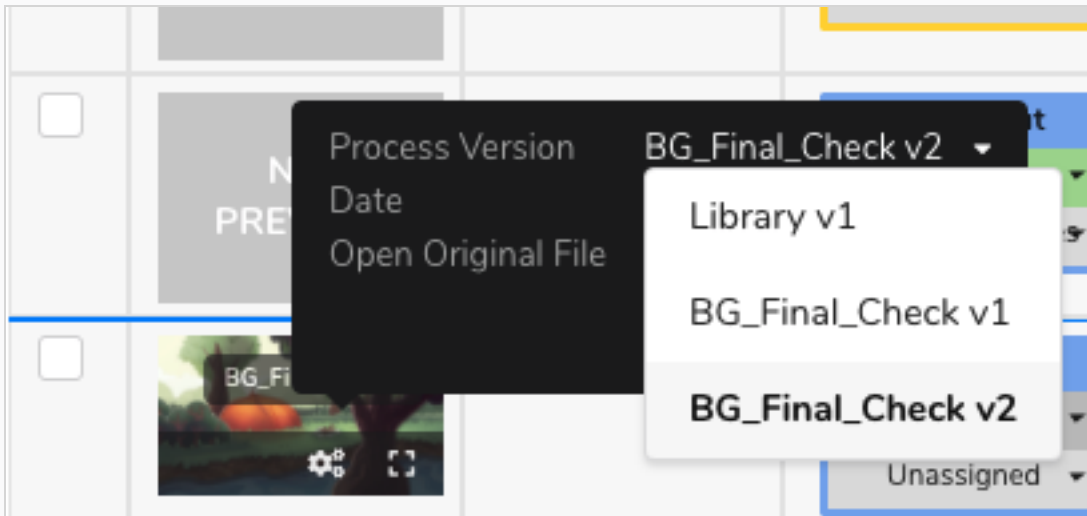 Process Version BG_Final_Check v2
Date
Open Original File
Library v1
BG_Final_Check v1
BG_Final_Check v2
Unassigned